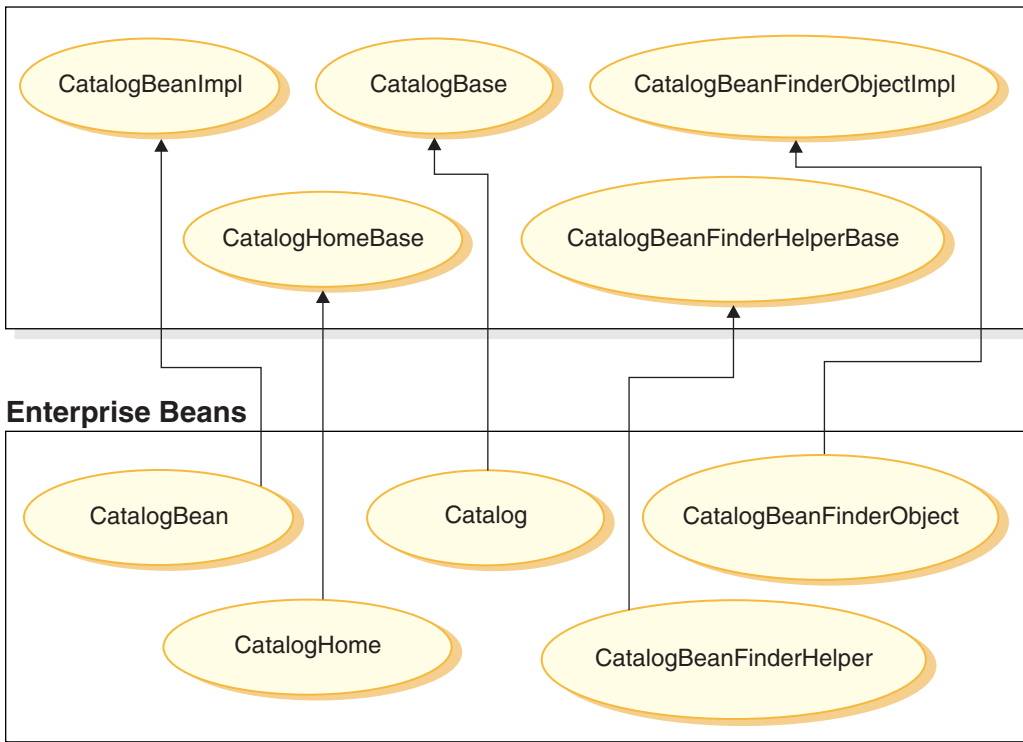 CatalogBeanImpl
CatalogBase
CatalogBeanFinderObjectImpl
CatalogHomeBase
CatalogBeanFinderHelperBase
Enterprise Beans
CatalogBean
Catalog
CatalogBeanFinderObject
CatalogHome
CatalogBeanFinderHelper